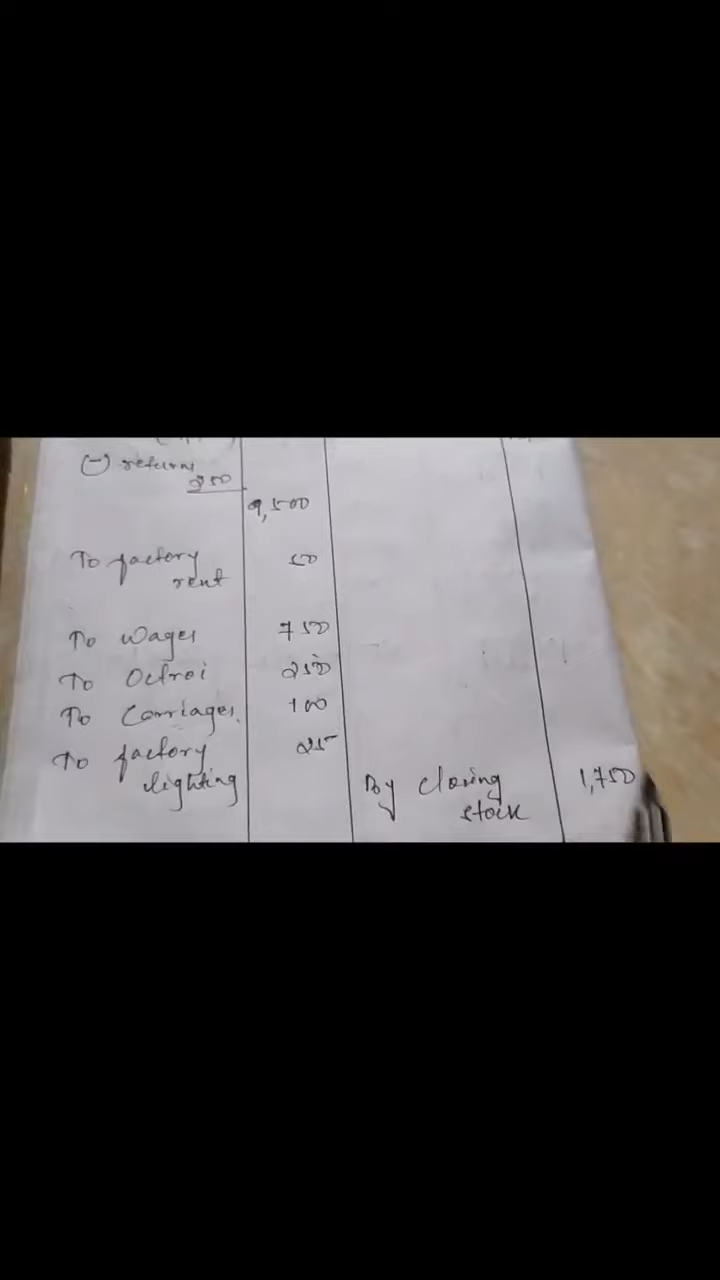 (-) returns
250
9,500
To factory
rent 50
To wages 750
To Octroi 250
To Carriages. 100
To factory 25
lighting
By closing 1,750
stock